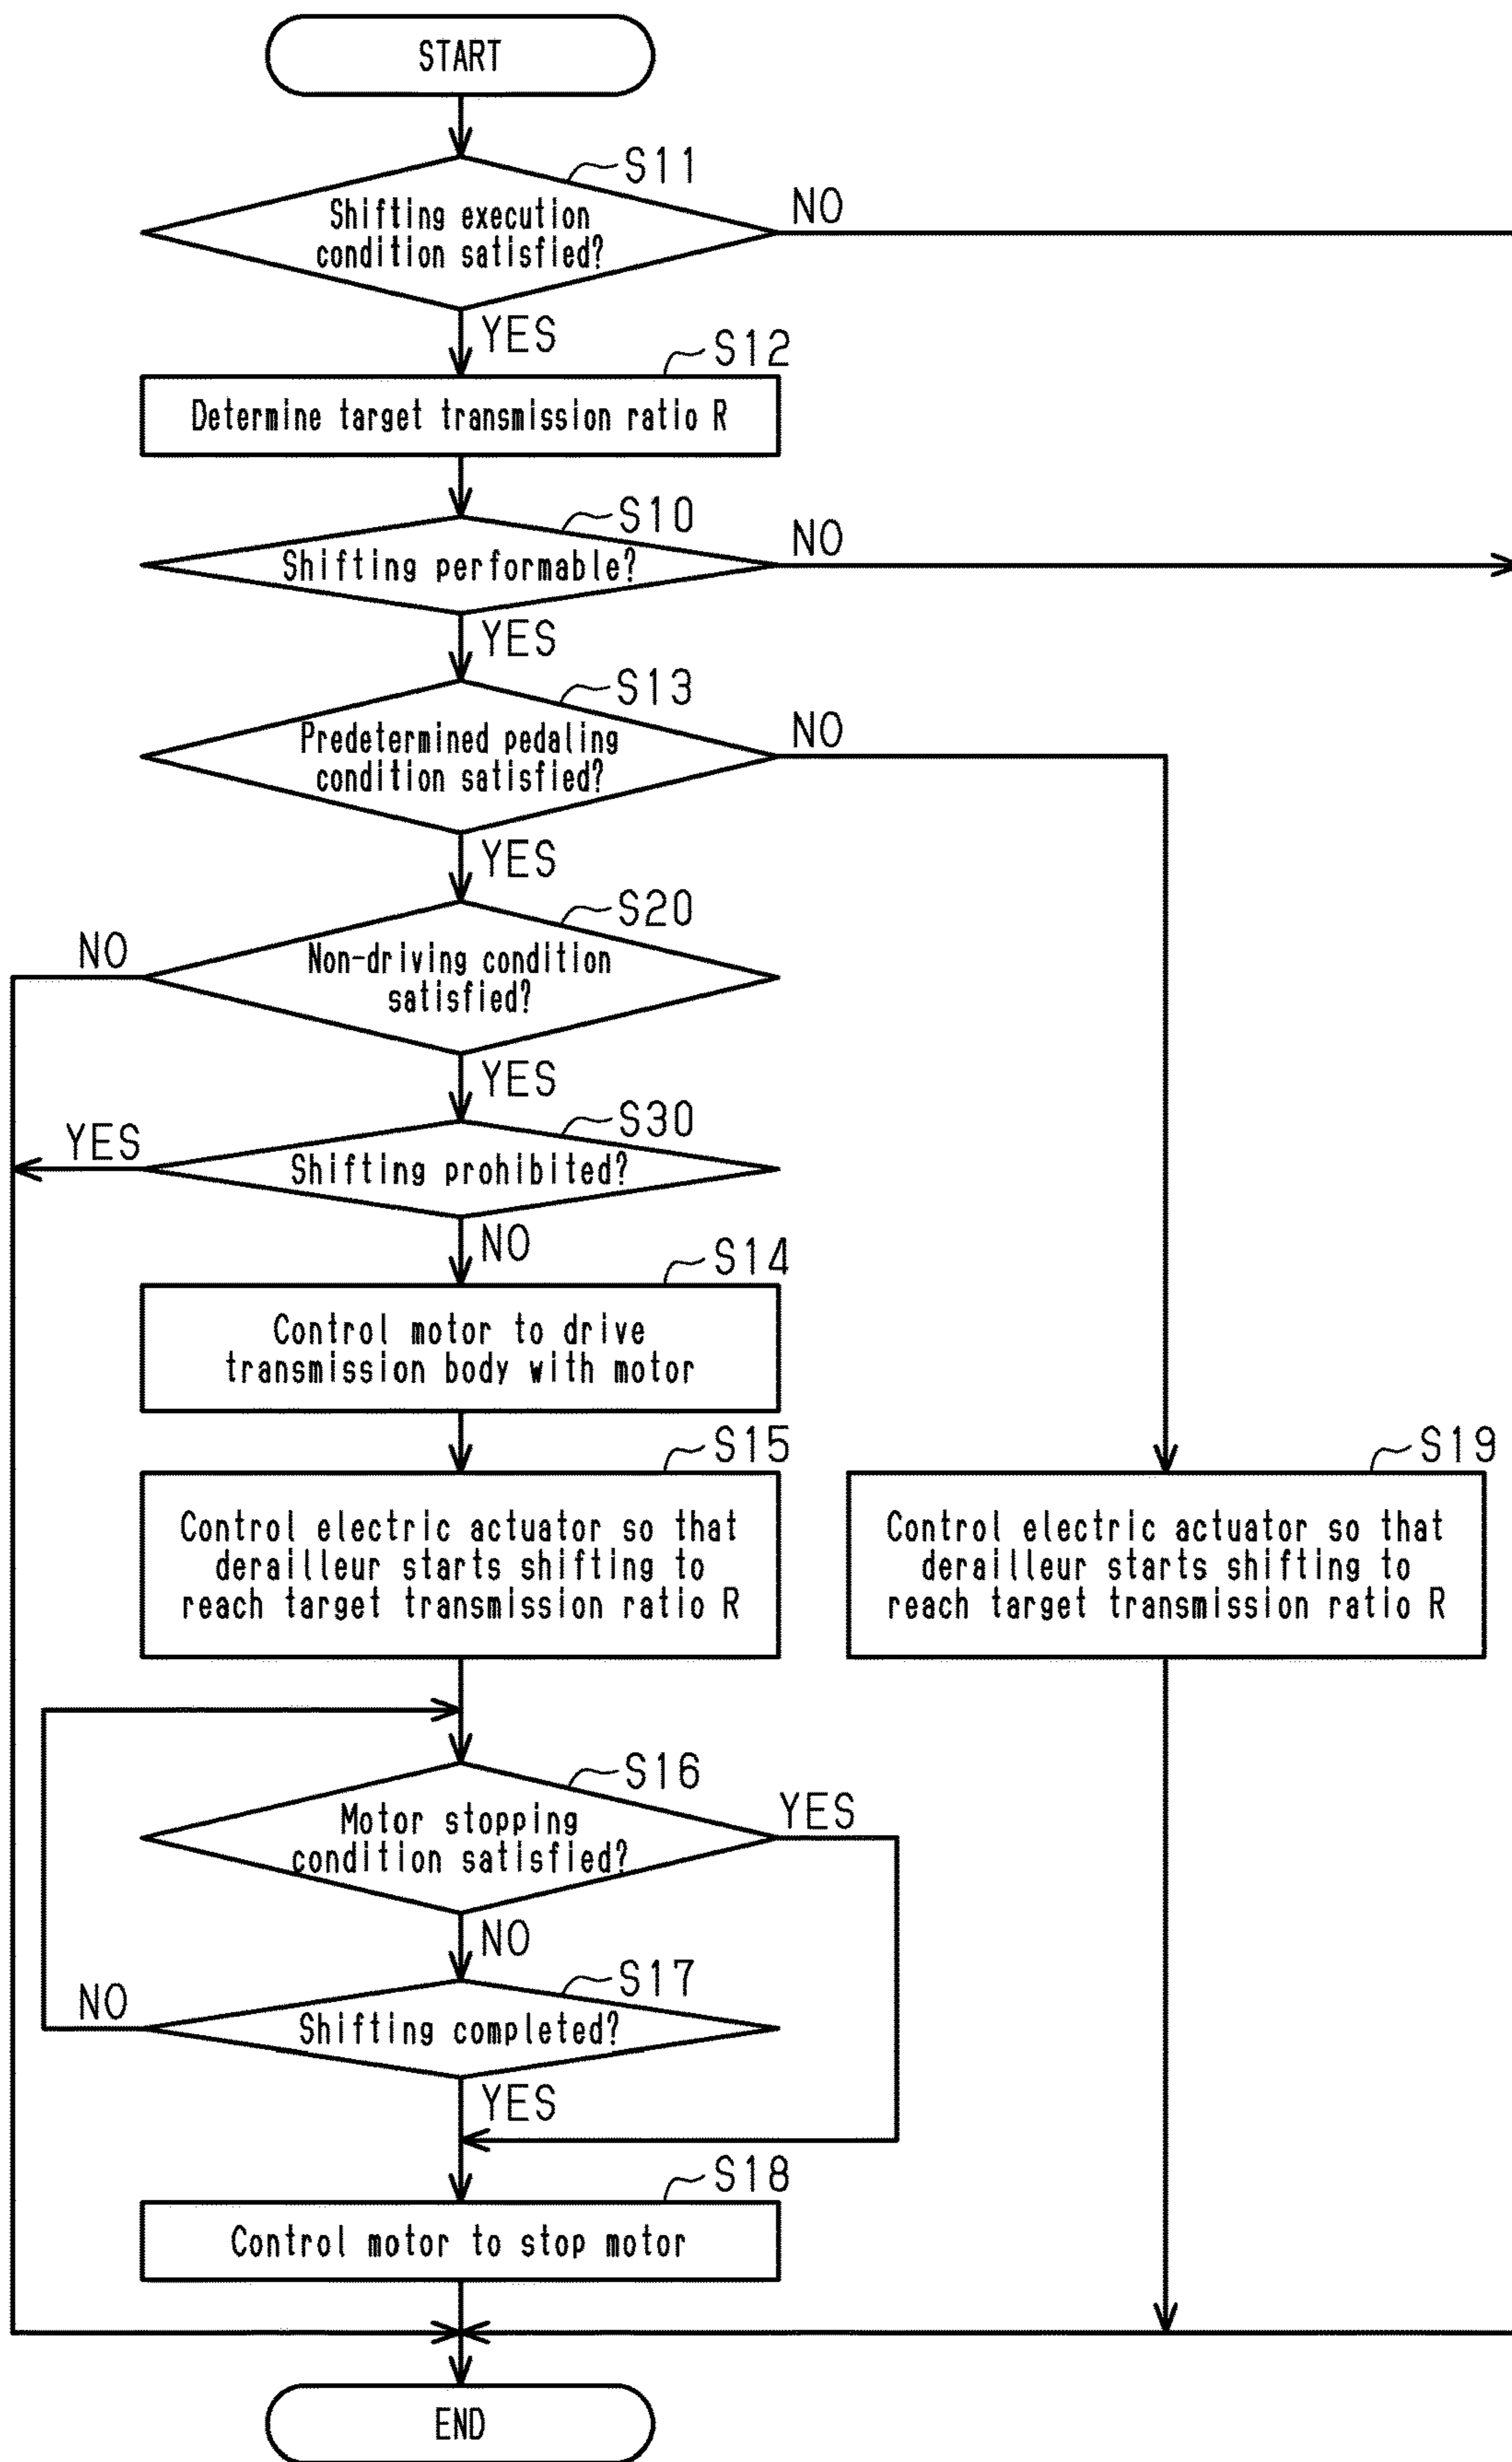 START
S11
Shifting execution
condition satisfied?
NO
YES
S12
Determine target transmission ratio R
S10
Shifting performable?
NO
YES
S13
Predetermined pedaling
condition satisfied?
NO
YES
S20
Non-driving condition
satisfied?
NO
YES
S30
Shifting prohibited?
YES
NO
S14
Control motor to drive
transmission body with motor
S15
Control electric actuator so that
derailleur starts shifting to
reach target transmission ratio R
S19
Control electric actuator so that
derailleur starts shifting to
reach target transmission ratio R
S16
Motor stopping
condition satisfied?
YES
NO
S17
Shifting completed?
NO
YES
S18
Control motor to stop motor
END